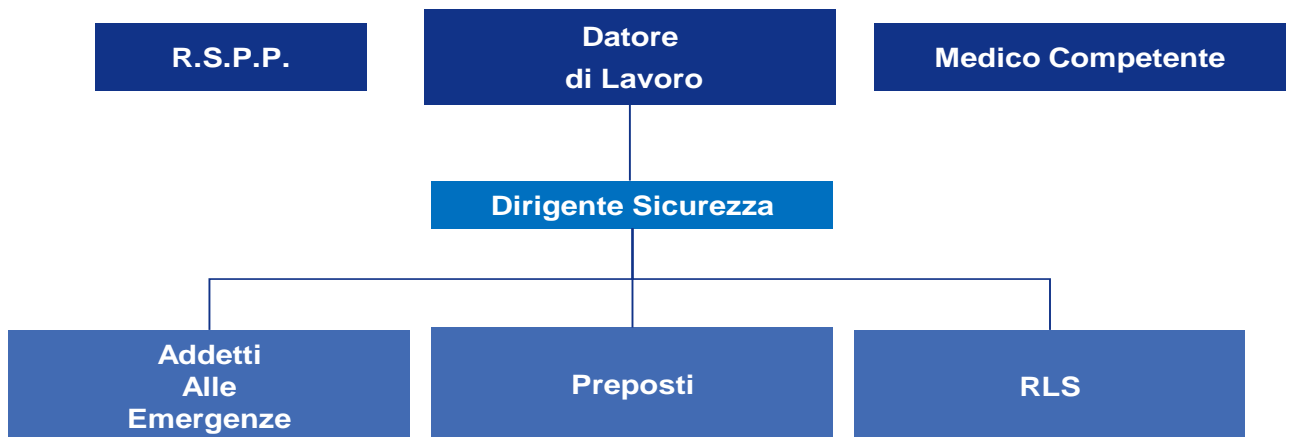 R.S.P.P.
Datore
di Lavoro
Medico Competente
Dirigente Sicurezza
Addetti
Alle
Emergenze
Preposti
RLS